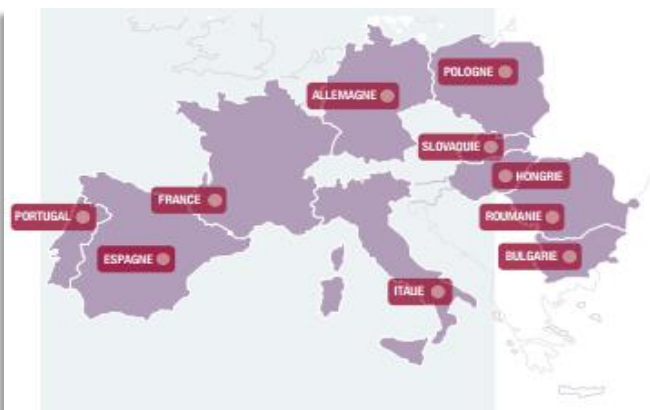 POLOGNE
ALLEMAGNE
SLOVAQUIE
HONGRIE
FRANCE
PORTUGAL
ROUMANIE
ESPAGNE
BULGARIE
ITALIE